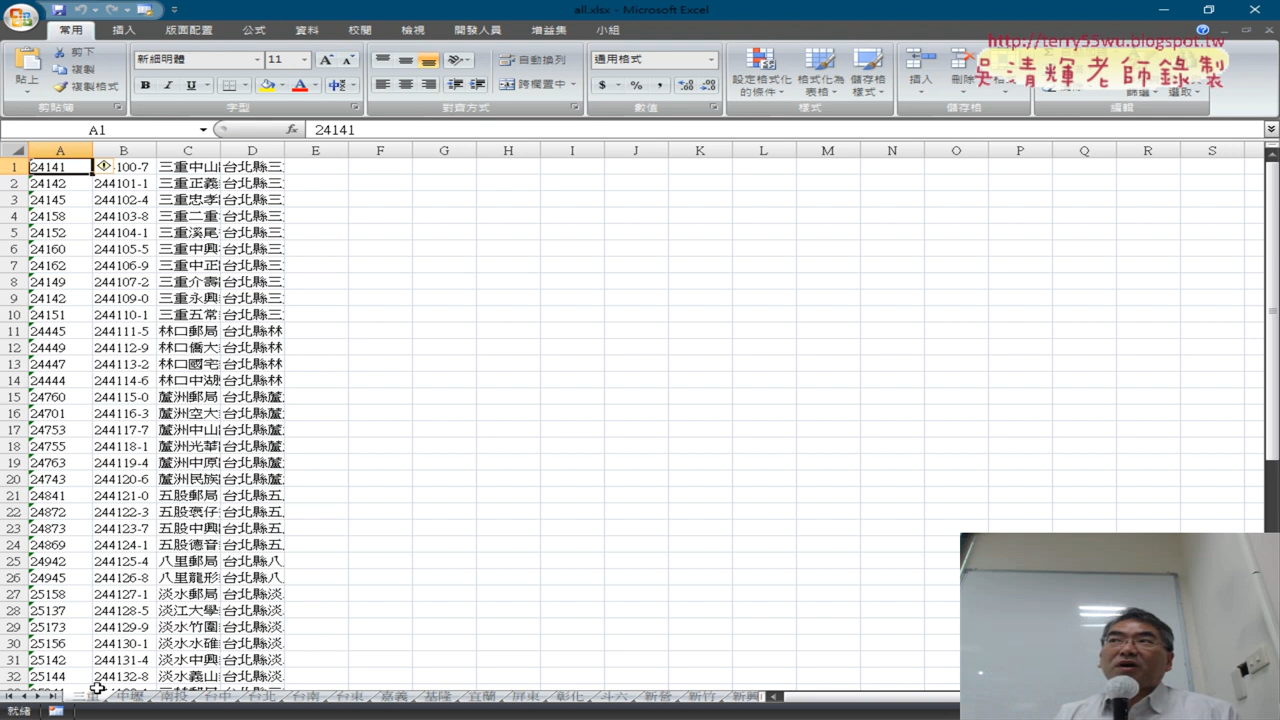 all.xlsx - Microsoft Excel
常用 插入 版面配置 公式 資料 校閱 檢視 開發人員 增益集 小組
http://terry55wu.blogspot.tw
吳清輝老師錄製
貼上 剪下 複製 複製格式
新細明體 11
自動換列 跨欄置中
通用格式
設定格式化的條件 格式化為表格 儲存格樣式
插入 刪除
剪貼簿 字型 對齊方式 數值 樣式 儲存格 編輯
A1 fx 24141
A B C D E F G H I J K L M N O P Q R S
1 24141 100-7 三重中山 台北縣三
2 24142 244101-1 三重正義 台北縣三
3 24145 244102-4 三重忠孝 台北縣三
4 24158 244103-8 三重二重 台北縣三
5 24152 244104-1 三重溪尾 台北縣三
6 24160 244105-5 三重中興 台北縣三
7 24162 244106-9 三重中正 台北縣三
8 24149 244107-2 三重介壽 台北縣三
9 24142 244109-0 三重永興 台北縣三
10 24151 244110-1 三重五常 台北縣三
11 24445 244111-5 林口郵局 台北縣林
12 24449 244112-9 林口僑大 台北縣林
13 24447 244113-2 林口國宅 台北縣林
14 24444 244114-6 林口中湖 台北縣林
15 24760 244115-0 蘆洲郵局 台北縣蘆
16 24701 244116-3 蘆洲空大 台北縣蘆
17 24753 244117-7 蘆洲中山 台北縣蘆
18 24755 244118-1 蘆洲光華 台北縣蘆
19 24763 244119-4 蘆洲中原 台北縣蘆
20 24743 244120-6 蘆洲民族 台北縣蘆
21 24841 244121-0 五股郵局 台北縣五
22 24872 244122-3 五股褒仔 台北縣五
23 24873 244123-7 五股中興 台北縣五
24 24869 244124-1 五股德音 台北縣五
25 24942 244125-4 八里郵局 台北縣八
26 24945 244126-8 八里龍形 台北縣八
27 25158 244127-1 淡水郵局 台北縣淡
28 25137 244128-5 淡江大學 台北縣淡
29 25173 244129-9 淡水竹圍 台北縣淡
30 25156 244130-1 淡水水碓 台北縣淡
31 25142 244131-4 淡水中興 台北縣淡
32 25144 244132-8 淡水義山 台北縣淡
三重 中壢 南投 台中 台北 台南 台東 嘉義 基隆 宜蘭 屏東 彰化 斗六 新營 新竹 新興
就緒